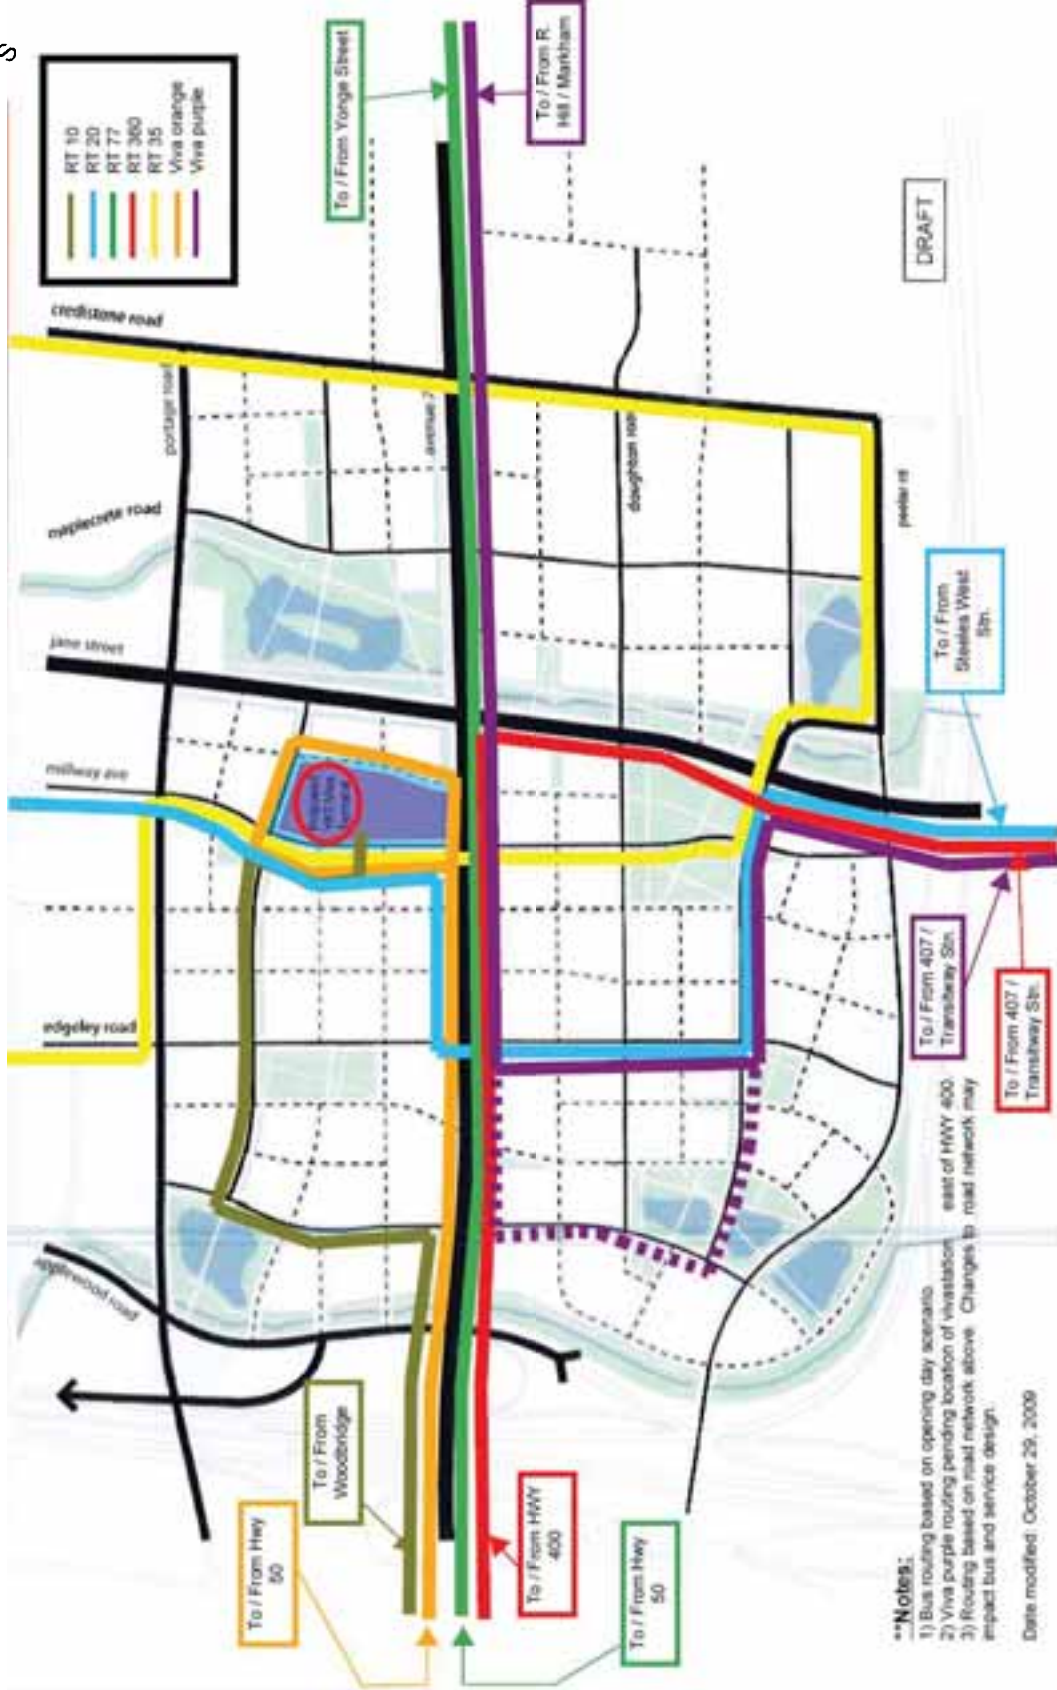 RT 10
RT 20
RT 77
RT 360
RT 35
Viva orange
Viva purple
To / From Yonge Street
To / From R.
Hill / Markham
credistone road
portage road
maplecrete road
avenue 7
doughton road
peelar rd
jane street
millway ave
edgeley road
applewood road
DRAFT
To / From
Steeles West
Stn.
To / From 407 /
Transitway Stn.
To / From 407 /
Transitway Stn.
To / From
Woodbridge
To / From Hwy
50
To / From HWY
400
To / From Hwy
50
**Notes:
1) Bus routing based on opening day scenario.
2) Viva purple routing pending location of vivastation east of HWY 400.
3) Routing based on road network above. Changes to road network may
impact bus and service design.
Date modified: October 29, 2009